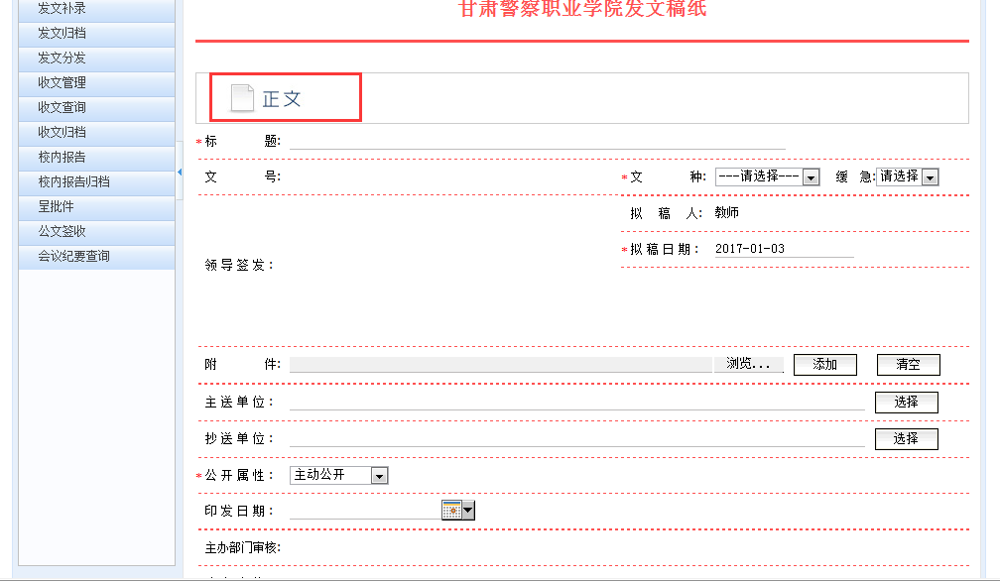 发文补录
发文归档
发文分发
收文管理
收文查询
收文归档
校内报告
校内报告归档
呈批件
公文签收
会议纪要查询
甘肃警察职业学院发文稿纸
正文
*标 题:
文 号: *文 种: ---请选择--- 缓 急: 请选择
拟 稿 人: 教师
领导签发: *拟稿日期: 2017-01-03
附 件: 浏览... 添加 清空
主送单位: 选择
抄送单位: 选择
*公开属性: 主动公开
印发日期:
主办部门审核: